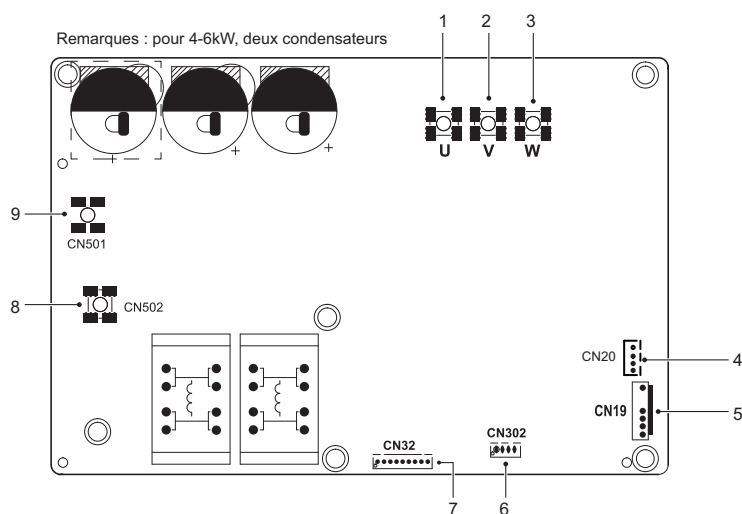 Remarques : pour 4-6kW, deux condensateurs
1 2 3
U V W
+ + +
9
CN501
8
CN502
CN20
4
CN19
5
CN32
CN302
7
6